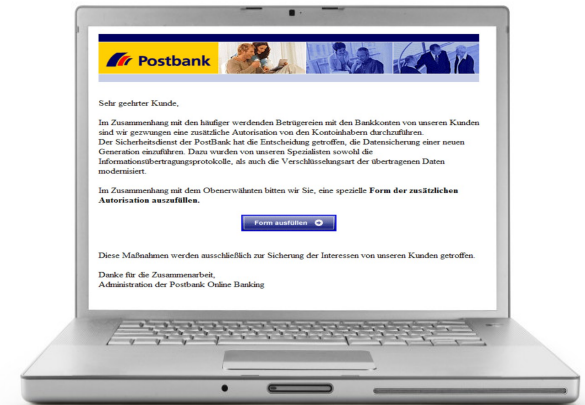 Postbank
Sehr geehrter Kunde,
Im Zusammenhang mit den häufiger werdenden Betrügereien mit den Bankkonten von unseren Kunden
sind wir gezwungen eine zusätzliche Autorisation von den Kontoinhabern durchzuführen.
Der Sicherheitsdienst der PostBank hat die Entscheidung getroffen, die Datensicherung einer neuen
Generation einzuführen. Dazu wurden von unseren Spezialisten sowohl die
Informationsübertragungsprotokolle, als auch die Verschlüsselungsart der übertragenen Daten
modernisiert.
Im Zusammenhang mit dem Obenerwähnten bitten wir Sie, eine spezielle Form der zusätzlichen
Autorisation auszufüllen.
Form ausfüllen
Diese Maßnahmen werden ausschließlich zur Sicherung der Interessen von unseren Kunden getroffen.
Danke für die Zusammenarbeit,
Administration der Postbank Online Banking